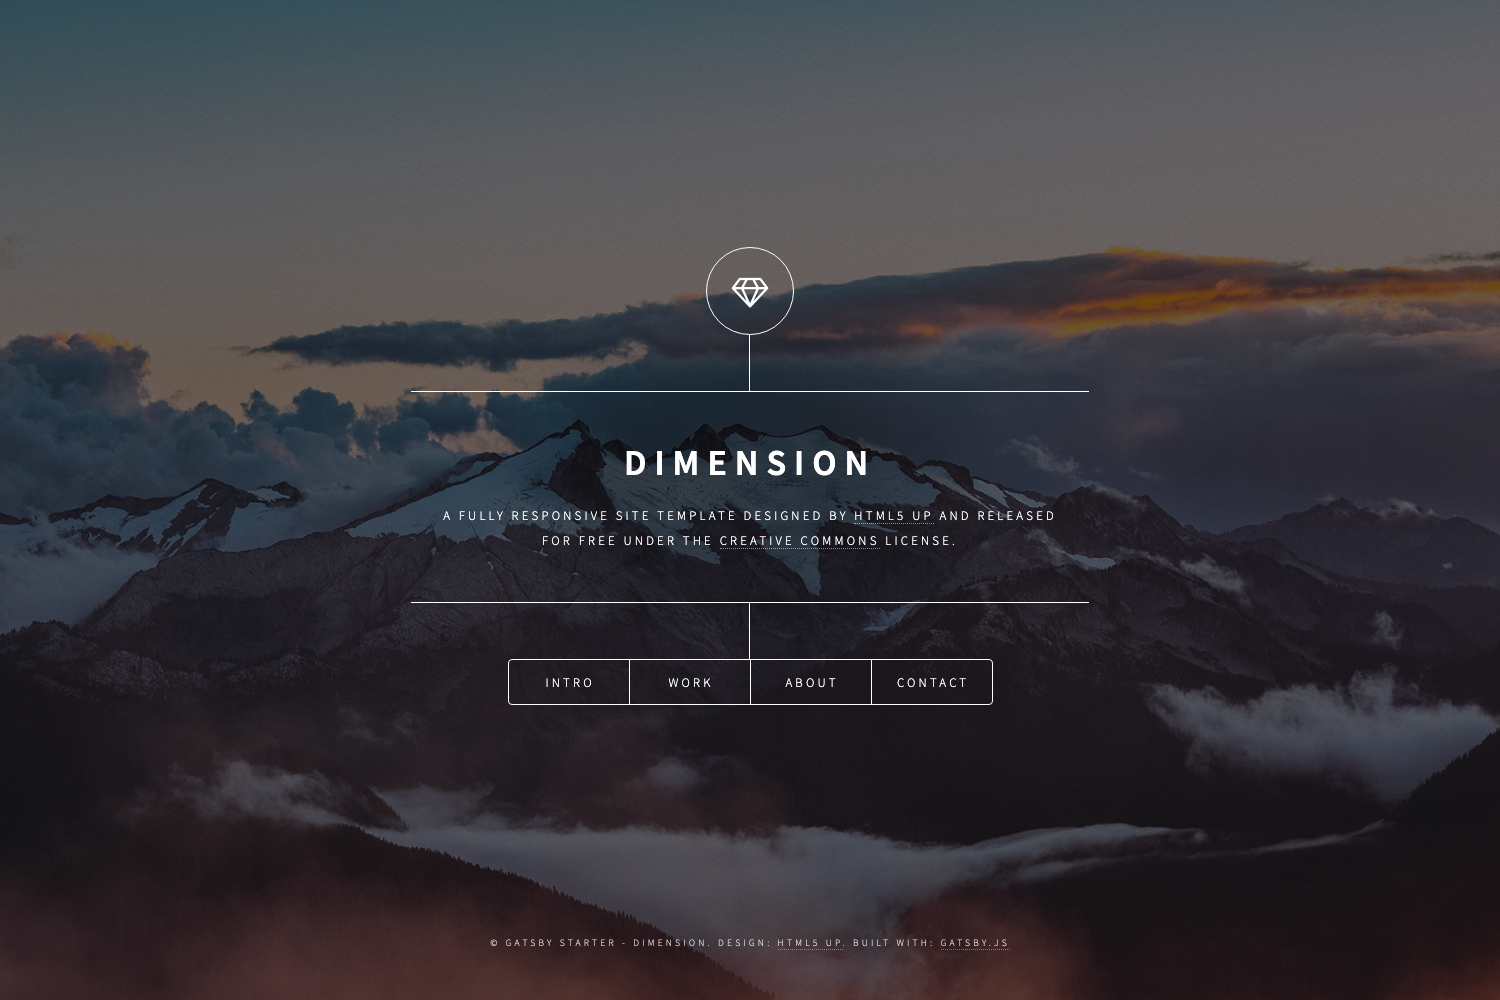 DIMENSION
A FULLY RESPONSIVE SITE TEMPLATE DESIGNED BY HTML5 UP AND RELEASED
FOR FREE UNDER THE CREATIVE COMMONS LICENSE.
INTRO WORK ABOUT CONTACT
© GATSBY STARTER - DIMENSION. DESIGN: HTML5 UP. BUILT WITH: GATSBY.JS